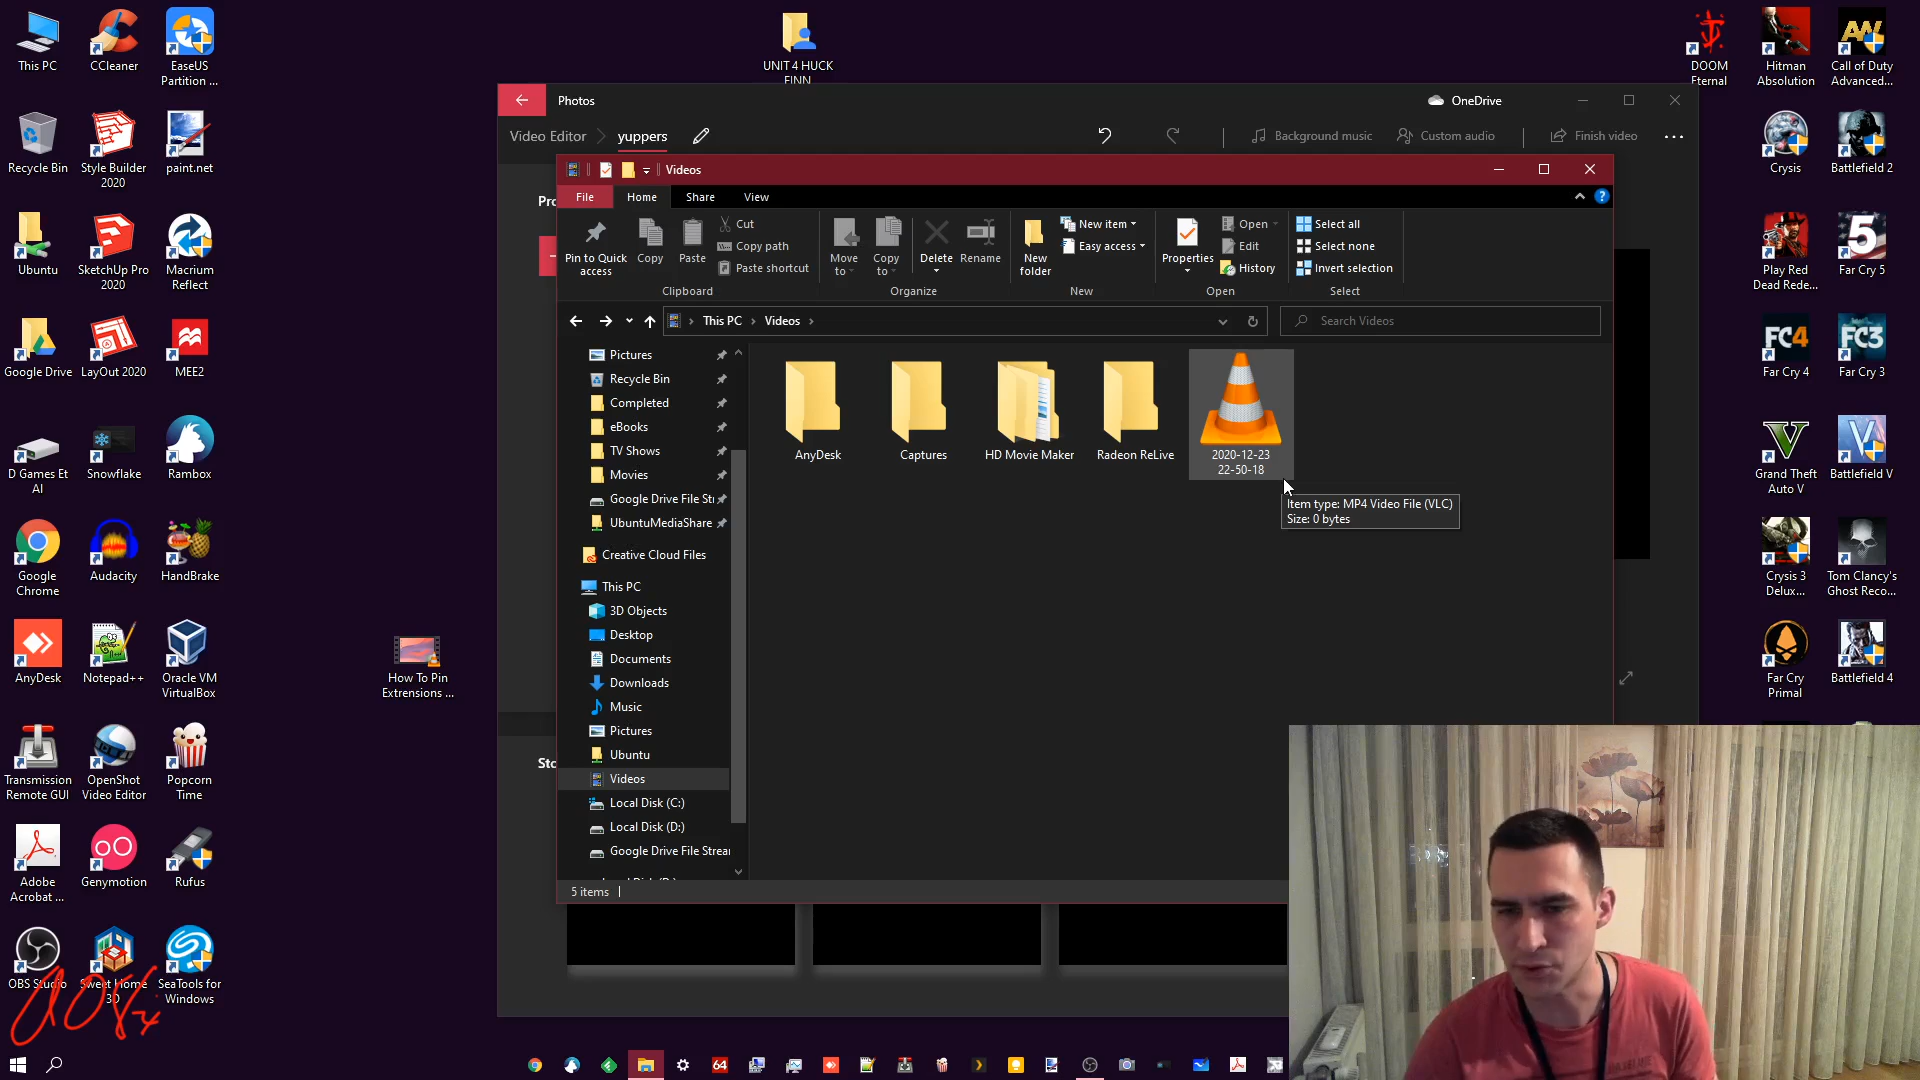 This PC
CCleaner
EaseUS
Partition ...
Recycle Bin
Style Builder
2020
paint.net
Ubuntu
SketchUp Pro
2020
Macrium
Reflect
Google Drive
LayOut 2020
MEE2
D Games Et
Al
Snowflake
Rambox
Google
Chrome
Audacity
HandBrake
AnyDesk
Notepad++
Oracle VM
VirtualBox
Transmission
Remote GUI
OpenShot
Video Editor
Popcorn
Time
Adobe
Acrobat ...
Genymotion
Rufus
OBS Studio
Sweet Home
3D
SeaTools for
Windows
UNIT 4 HUCK
FINN
How To Pin
Extrensions ...
Photos
OneDrive
Video Editor
yuppers
Background music
Custom audio
Finish video
Videos
File
Home
Share
View
Pin to Quick
access
Copy
Paste
Cut
Copy path
Paste shortcut
Clipboard
Move
to
Copy
to
Delete
Rename
Organize
New
folder
New item
Easy access
New
Properties
Open
Edit
History
Open
Select all
Select none
Invert selection
Select
This PC
Videos
Search Videos
Pictures
Recycle Bin
Completed
eBooks
TV Shows
Movies
Google Drive File Str
UbuntuMediaShare
Creative Cloud Files
This PC
3D Objects
Desktop
Documents
Downloads
Music
Pictures
Ubuntu
Videos
Local Disk (C:)
Local Disk (D:)
Google Drive File Strear
AnyDesk
Captures
HD Movie Maker
Radeon ReLive
2020-12-23
22-50-18
Item type: MP4 Video File (VLC)
Size: 0 bytes
5 items
DOOM
Eternal
Hitman
Absolution
Call of Duty
Advanced...
Crysis
Battlefield 2
Play Red
Dead Rede...
5
Far Cry 5
FC4
Far Cry 4
FC3
Far Cry 3
Grand Theft
Auto V
Battlefield V
Crysis 3
Delux...
Tom Clancy's
Ghost Reco...
Far Cry
Primal
Battlefield 4
64